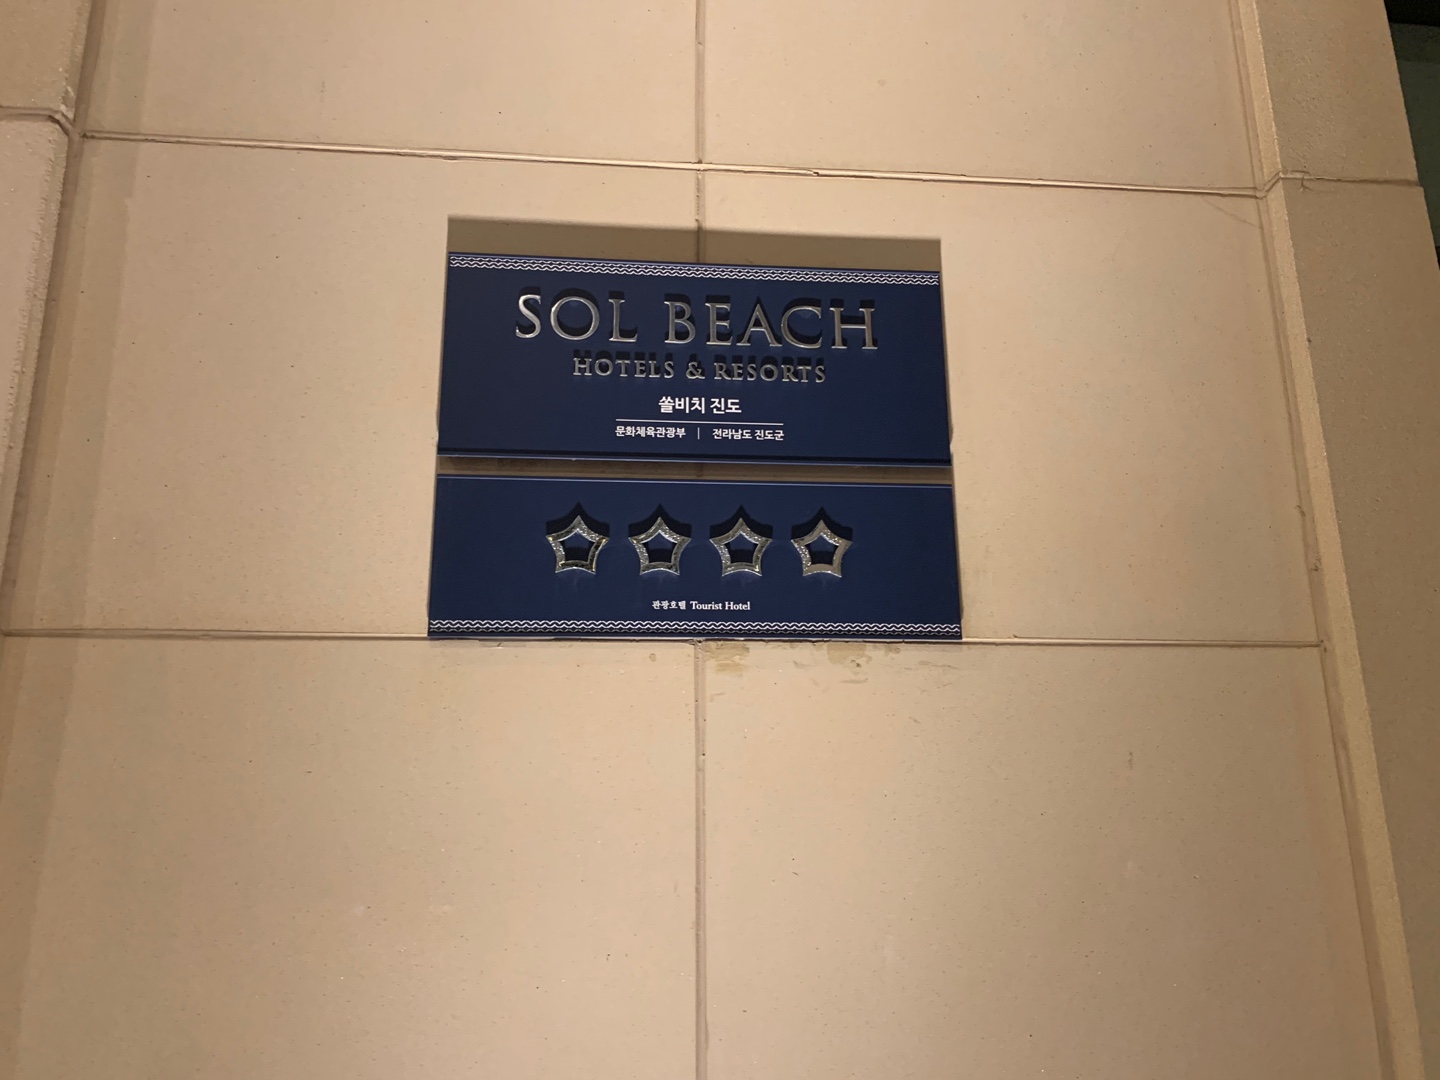 SOL BEACH
HOTELS & RESORTS
쏠비치 진도
문화체육관광부 | 전라남도 진도군
관광호텔 Tourist Hotel